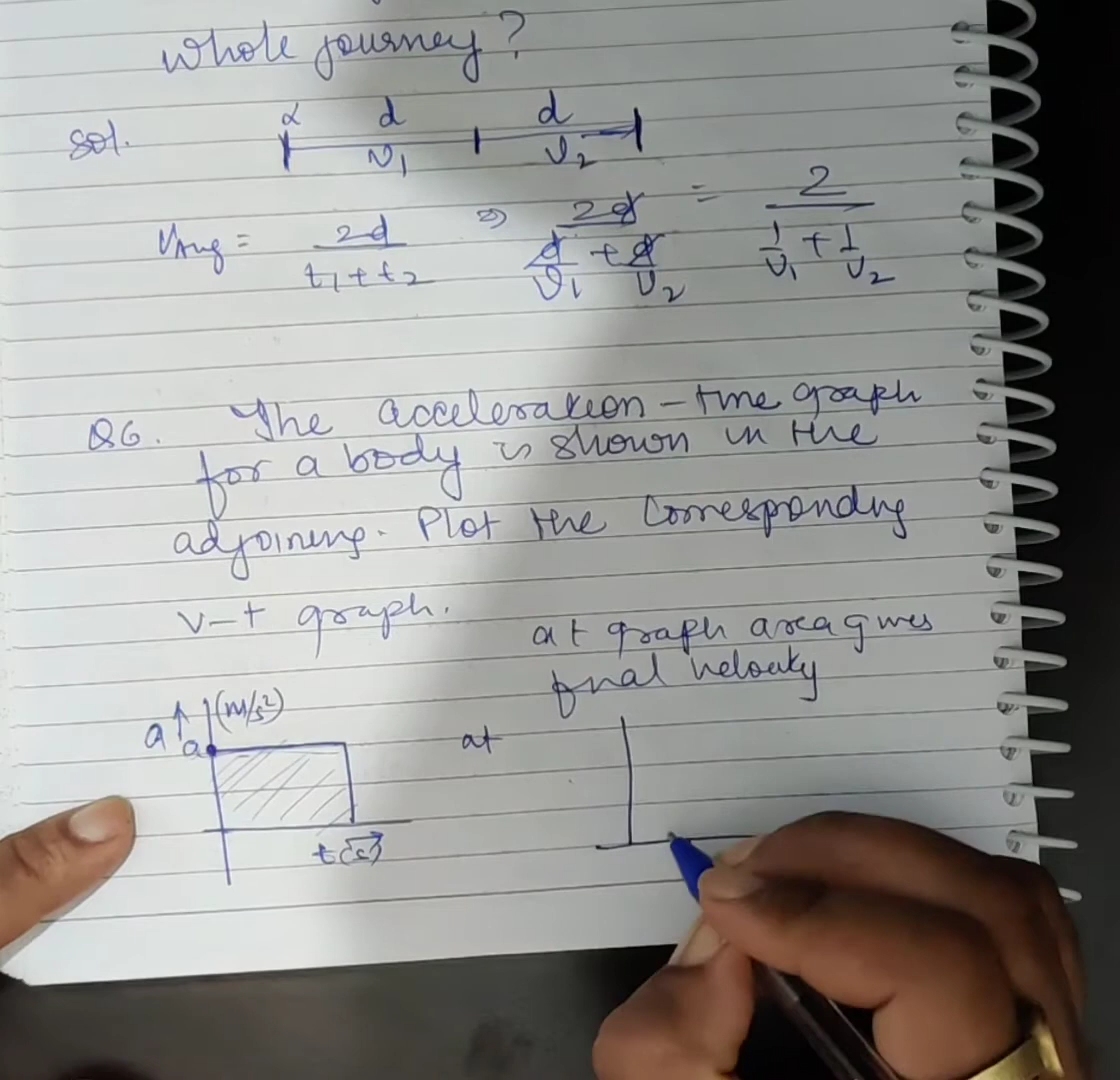 whole journey?
sol. α d d
v₁ v₂
vAvg = 2d / t₁+t₂ ⇒ 2d / d/v₁ + d/v₂ = 2 / 1/v₁ + 1/v₂
Q6. The acceleration-time graph
for a body is shown in the
adjoining. Plot the corresponding
v-t graph.
at graph area gives
final velocity
a ↑ (m/s²)
a at
t(s)